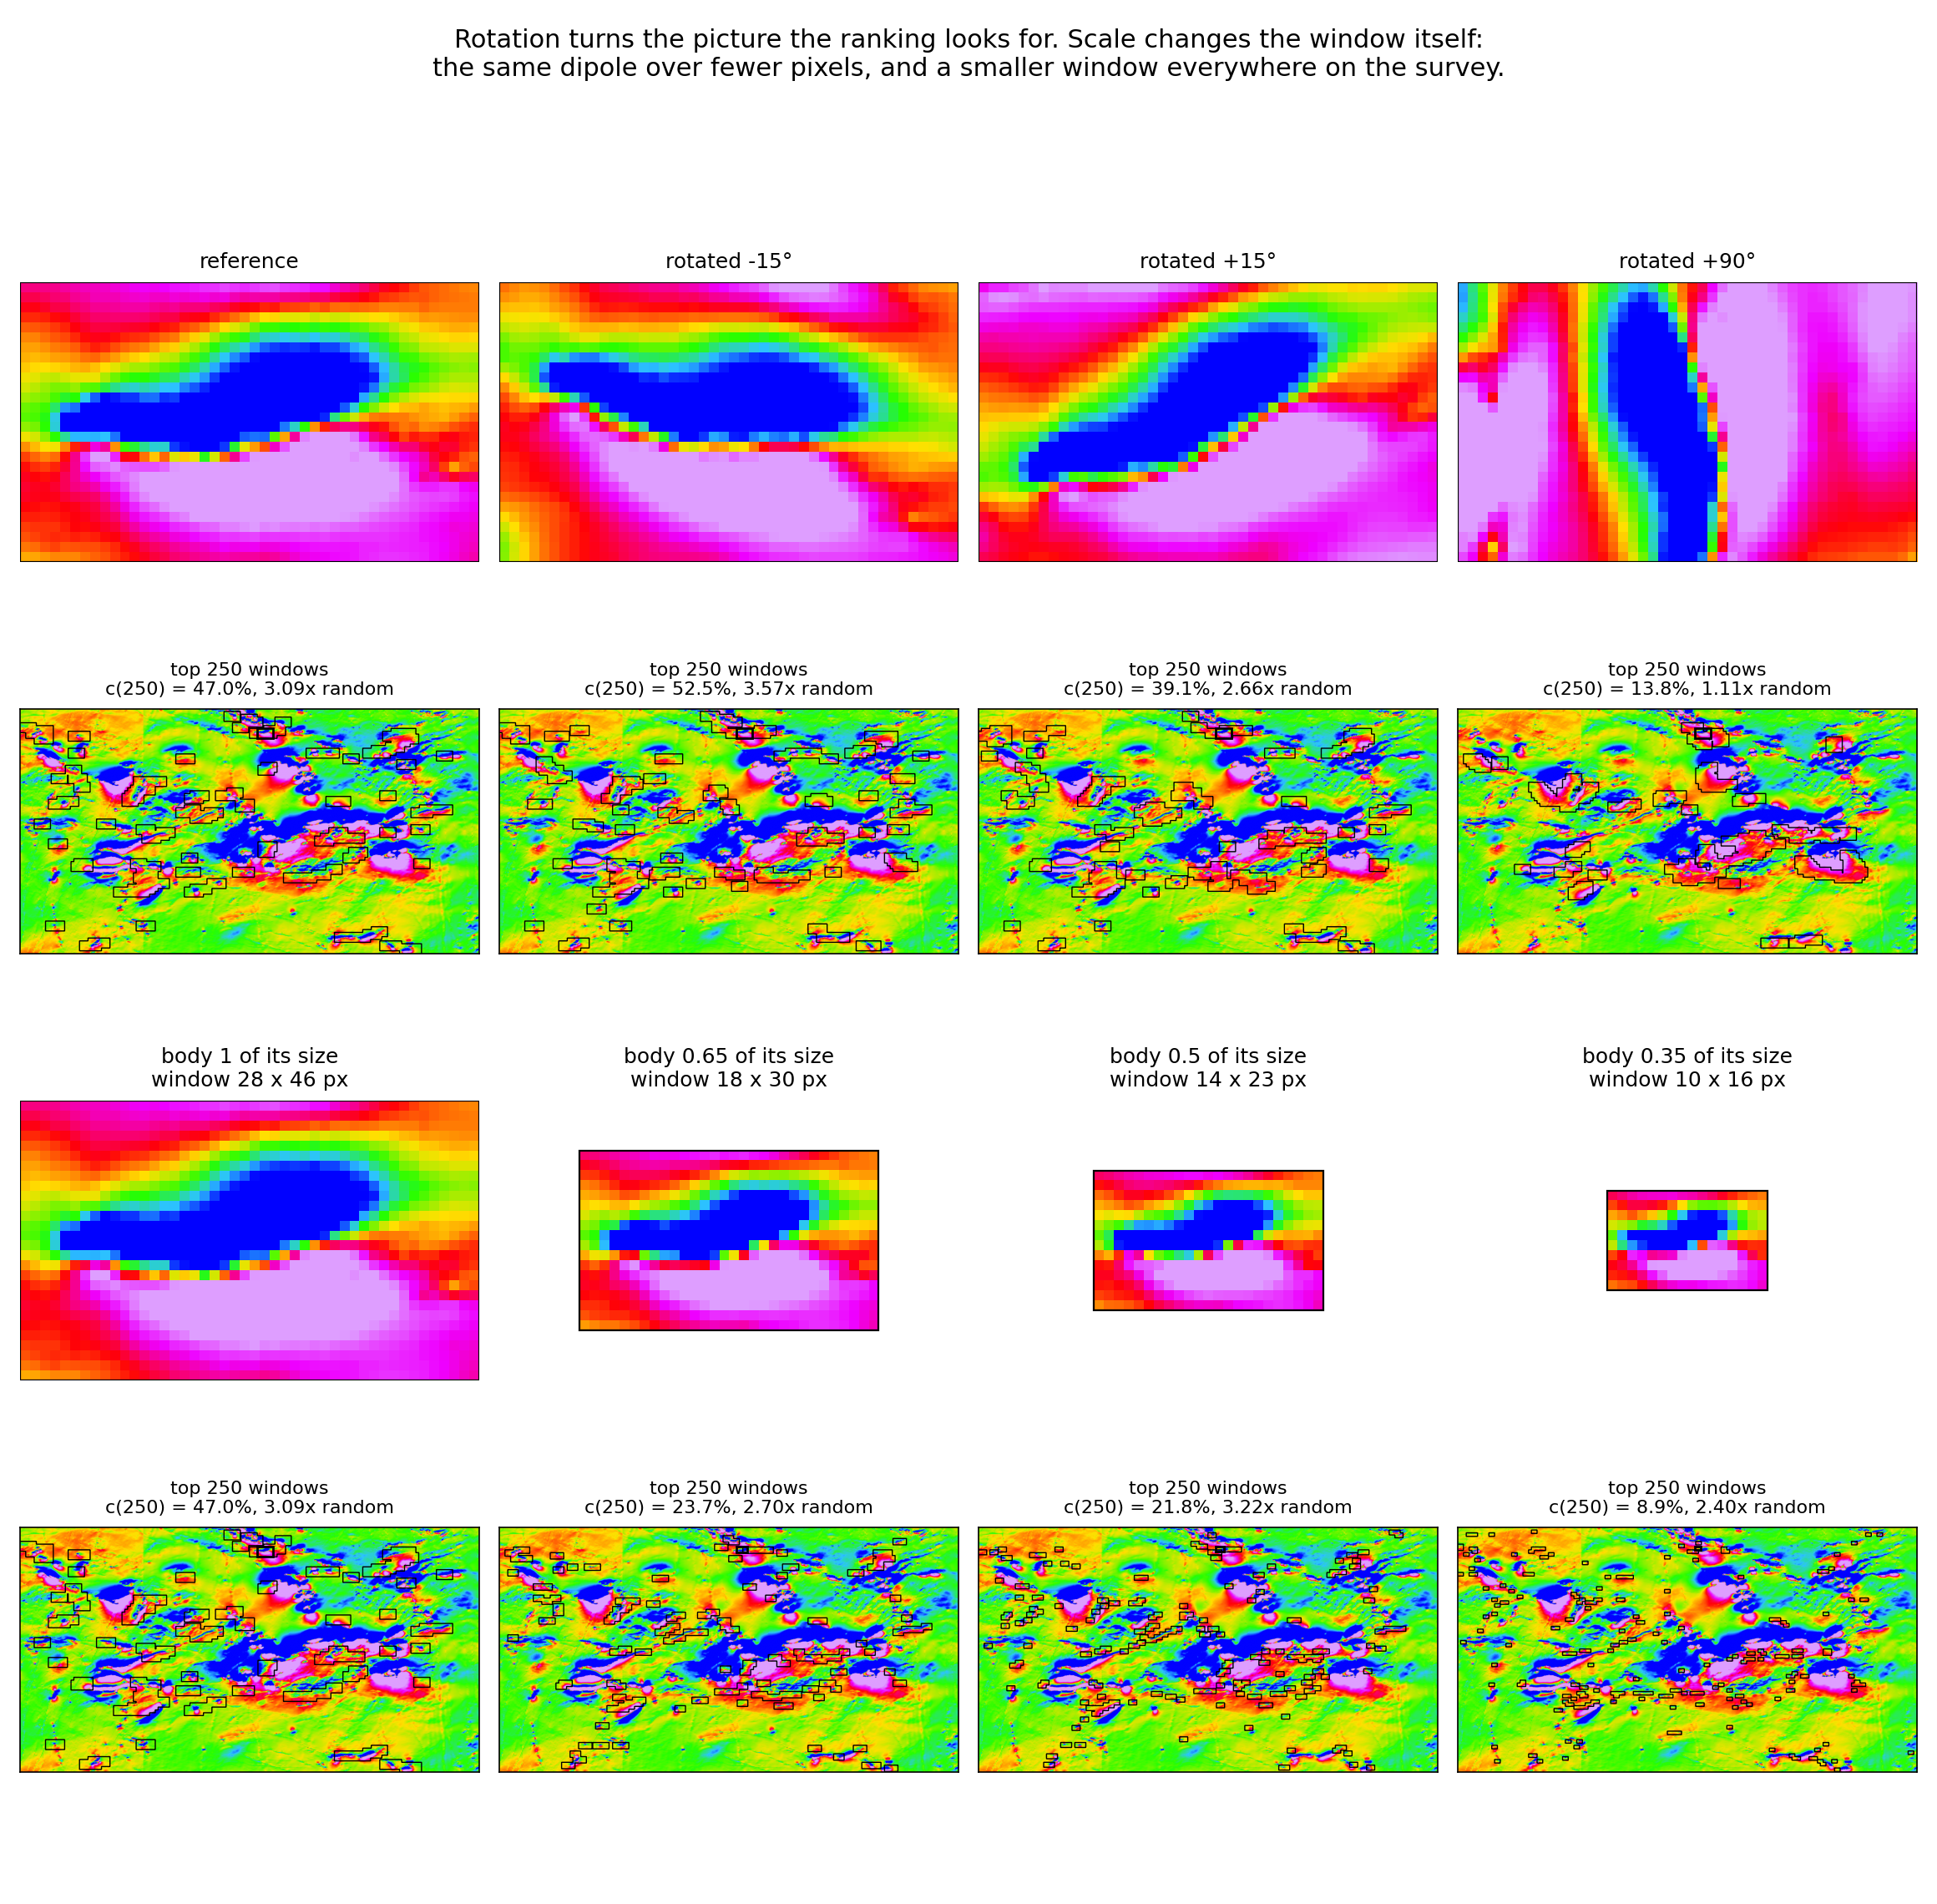 Rotation turns the picture the ranking looks for. Scale changes the window itself:
the same dipole over fewer pixels, and a smaller window everywhere on the survey.
reference
rotated -15°
rotated +15°
rotated +90°
top 250 windows
c(250) = 47.0%, 3.09x random
top 250 windows
c(250) = 52.5%, 3.57x random
top 250 windows
c(250) = 39.1%, 2.66x random
top 250 windows
c(250) = 13.8%, 1.11x random
body 1 of its size
window 28 x 46 px
body 0.65 of its size
window 18 x 30 px
body 0.5 of its size
window 14 x 23 px
body 0.35 of its size
window 10 x 16 px
top 250 windows
c(250) = 47.0%, 3.09x random
top 250 windows
c(250) = 23.7%, 2.70x random
top 250 windows
c(250) = 21.8%, 3.22x random
top 250 windows
c(250) = 8.9%, 2.40x random